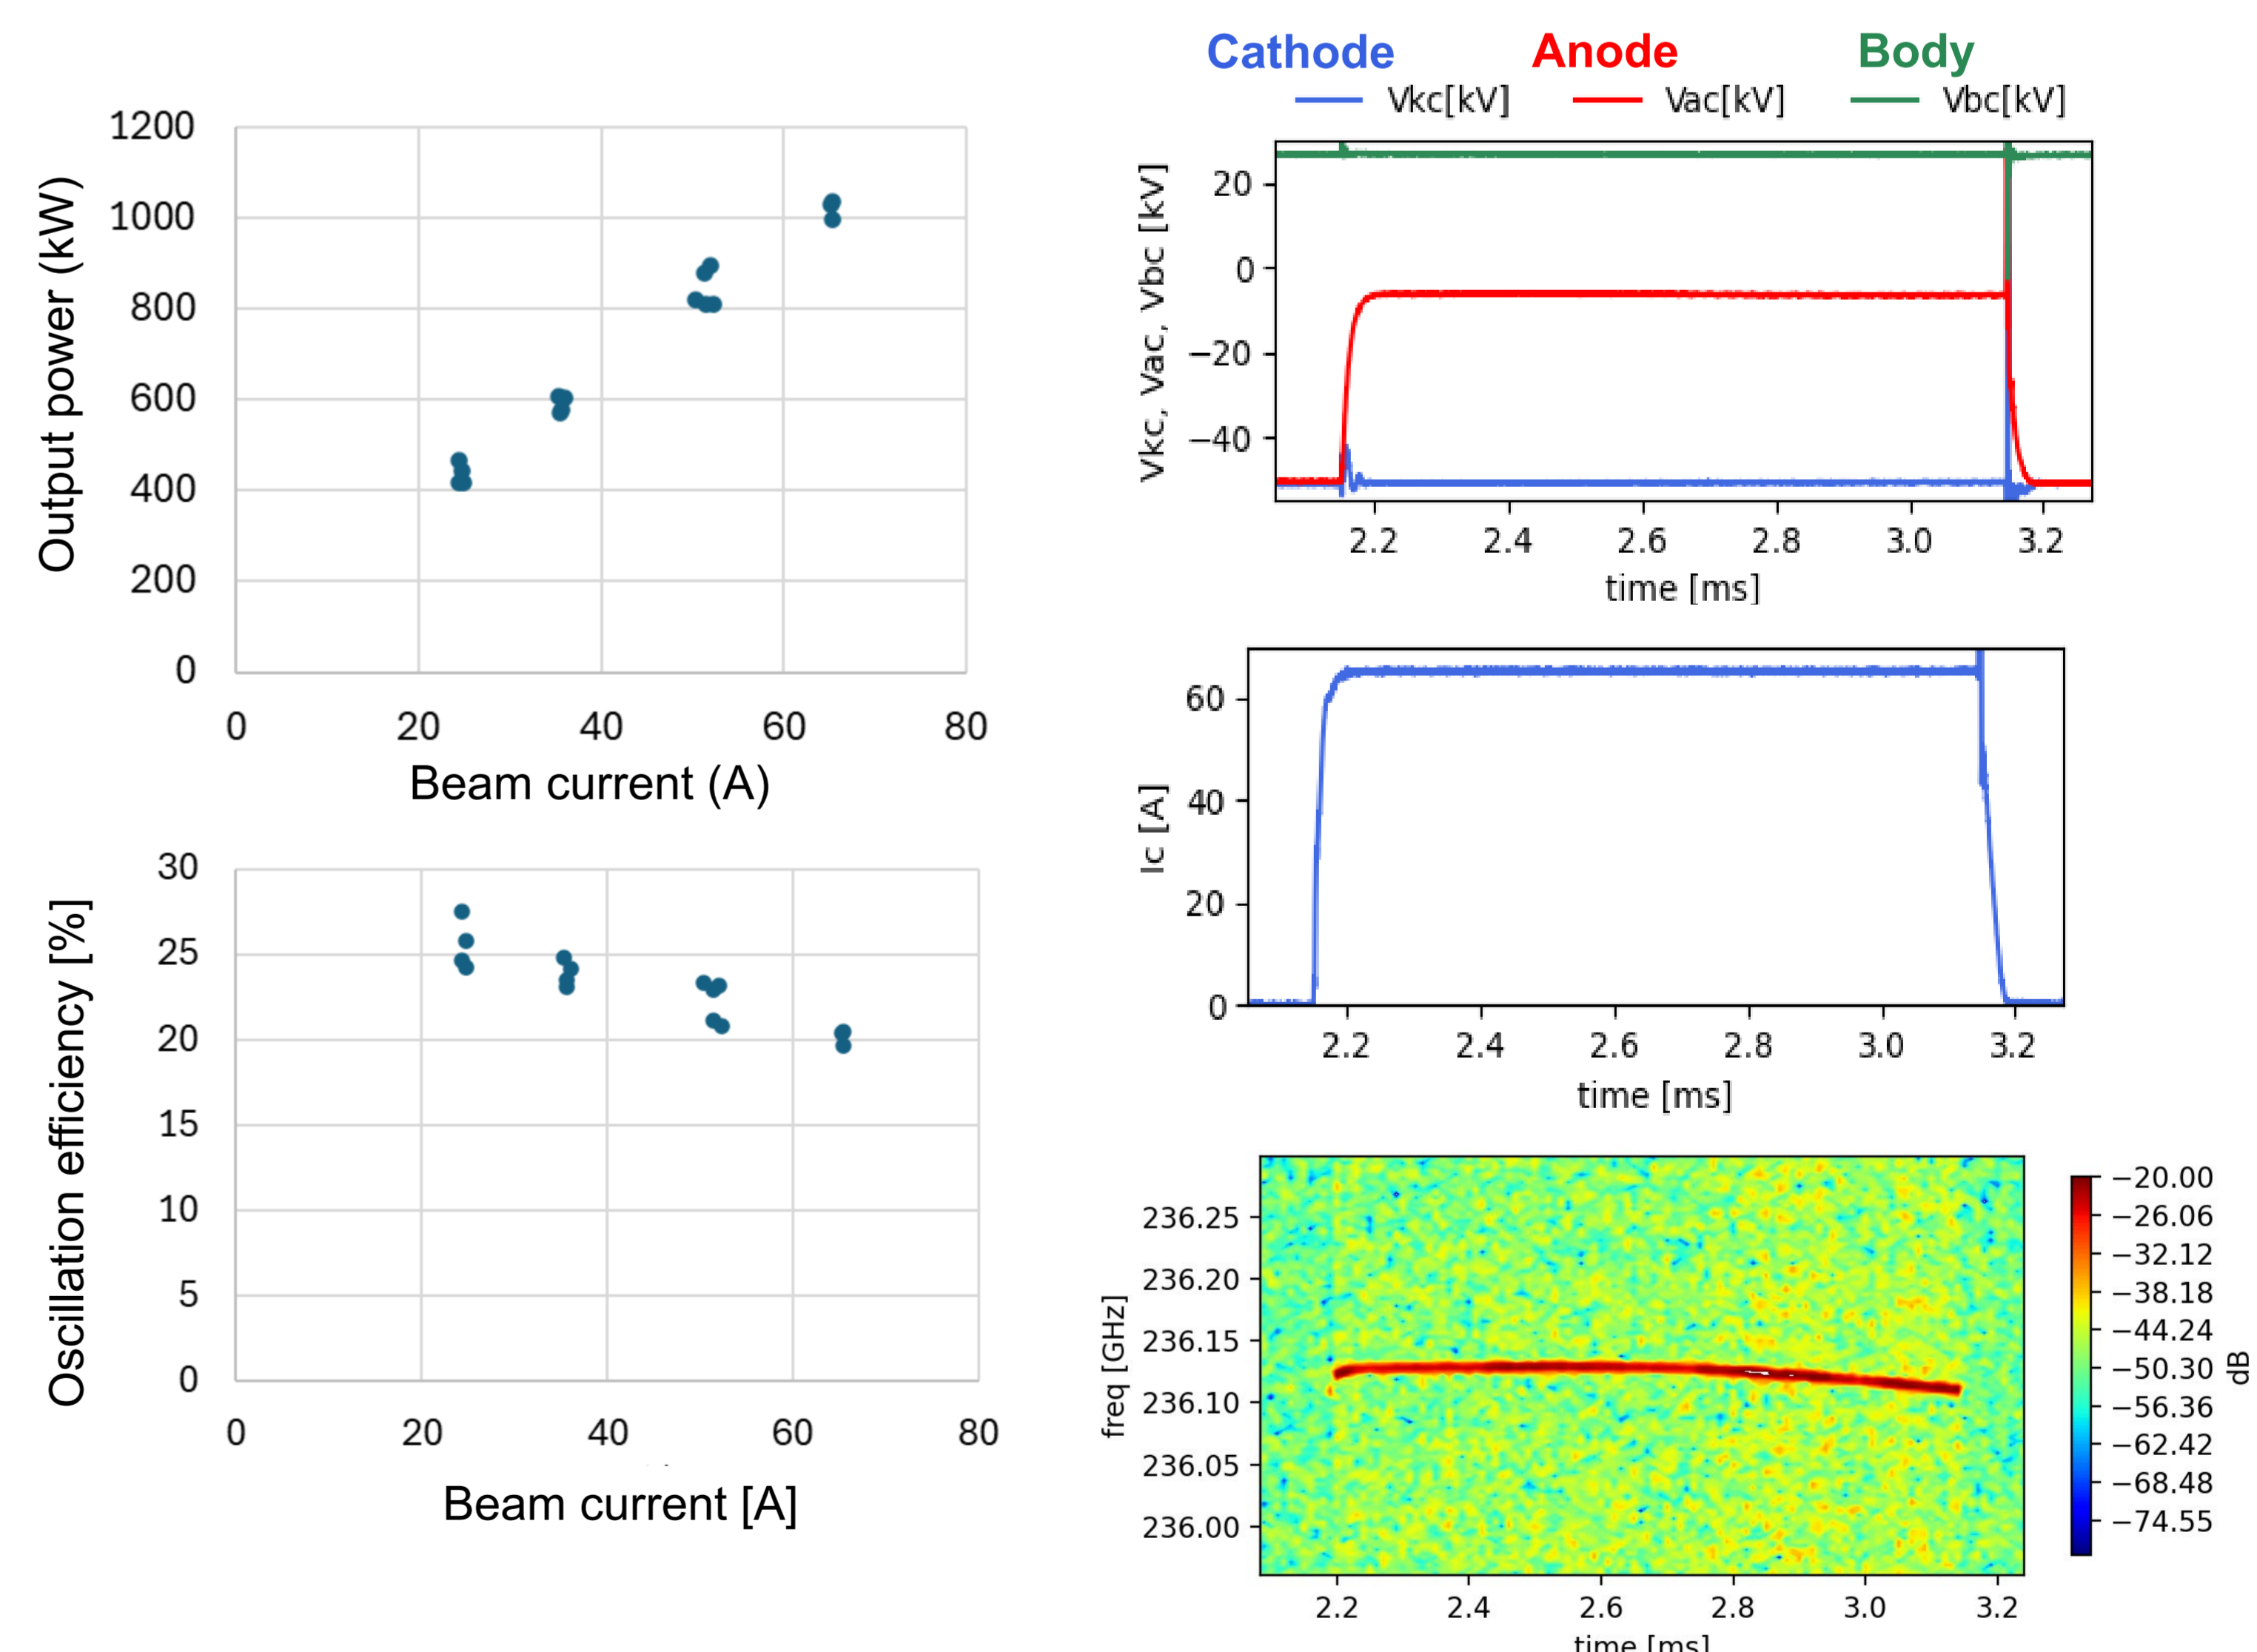 1200
1000
800
600
400
200
0
Output power (kW)
0 20 40 60 80
Beam current (A)
30
25
20
15
10
5
0
Oscillation efficiency [%]
0 20 40 60 80
Beam current [A]
Cathode Anode Body
Vkc[kV] Vac[kV] Vbc[kV]
20
0
−20
−40
Vkc, Vac, Vbc [kV]
2.2 2.4 2.6 2.8 3.0 3.2
time [ms]
60
40
20
0
Ic [A]
2.2 2.4 2.6 2.8 3.0 3.2
time [ms]
236.25
236.20
236.15
236.10
236.05
236.00
freq [GHz]
2.2 2.4 2.6 2.8 3.0 3.2
time [ms]
−20.00
−26.06
−32.12
−38.18
−44.24
−50.30
−56.36
−62.42
−68.48
−74.55
dB